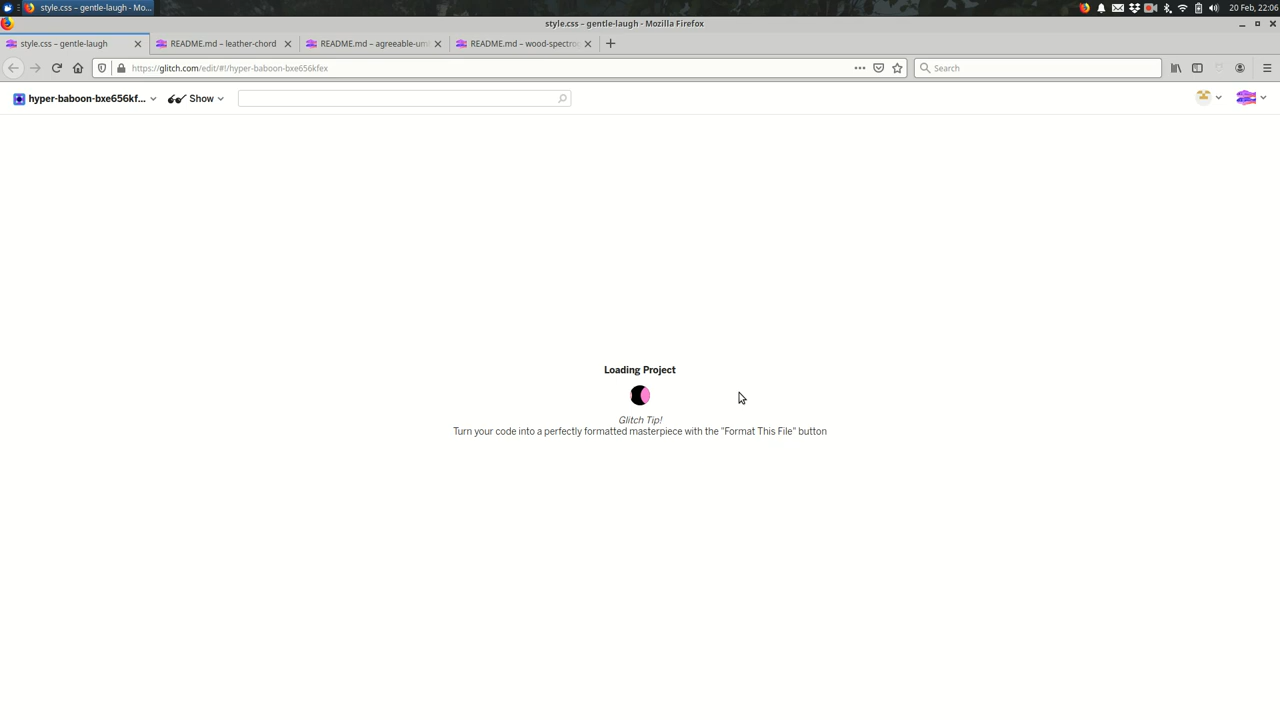 style.css – gentle-laugh - Mo...
20 Feb, 22:06
style.css – gentle-laugh - Mozilla Firefox
style.css – gentle-laugh
README.md – leather-chord
README.md – agreeable-um
README.md – wood-spectro
https://glitch.com/edit/#!/hyper-baboon-bxe656kfex
Search
hyper-baboon-bxe656kf...
Show
Loading Project
Glitch Tip!
Turn your code into a perfectly formatted masterpiece with the "Format This File" button